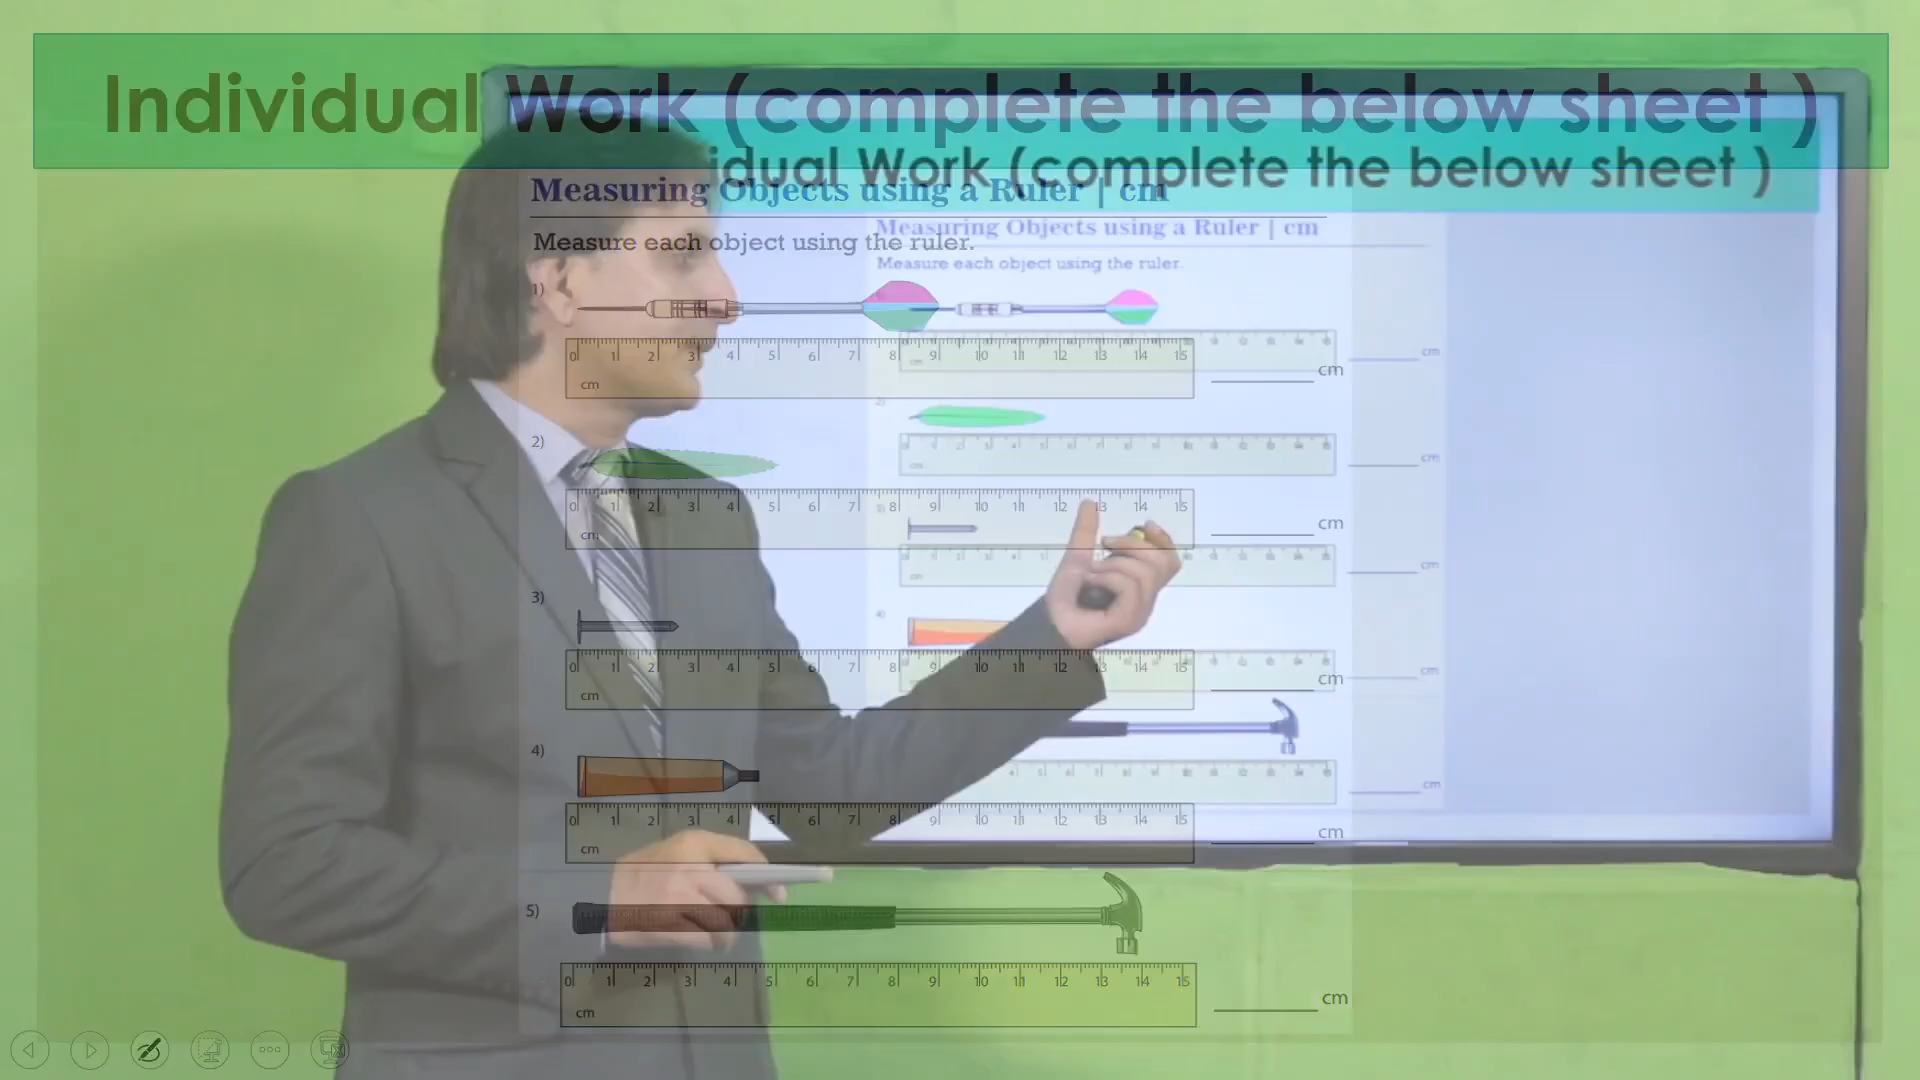 Individual Work (complete the below sheet )
idual Work (complete the below sheet )
Measuring Objects using a Ruler | cm
Measuring Objects using a Ruler | cm
Measure each object using the ruler.
Measure each object using the ruler.
1)
0 1 2 3 4 5 6 7 8 9 10 11 12 13 14 15
cm
cm
cm
2)
0 1 2 3 4 5 6 7 8 9 10 11 12 13 14 15
cm
cm
cm
3)
0 1 2 3 4 5 6 7 8 9 10 11 12 13 14 15
cm
cm
cm
4)
0 1 2 3 4 5 6 7 8 9 10 11 12 13 14 15
cm
cm
cm
5)
0 1 2 3 4 5 6 7 8 9 10 11 12 13 14 15
cm
cm
cm